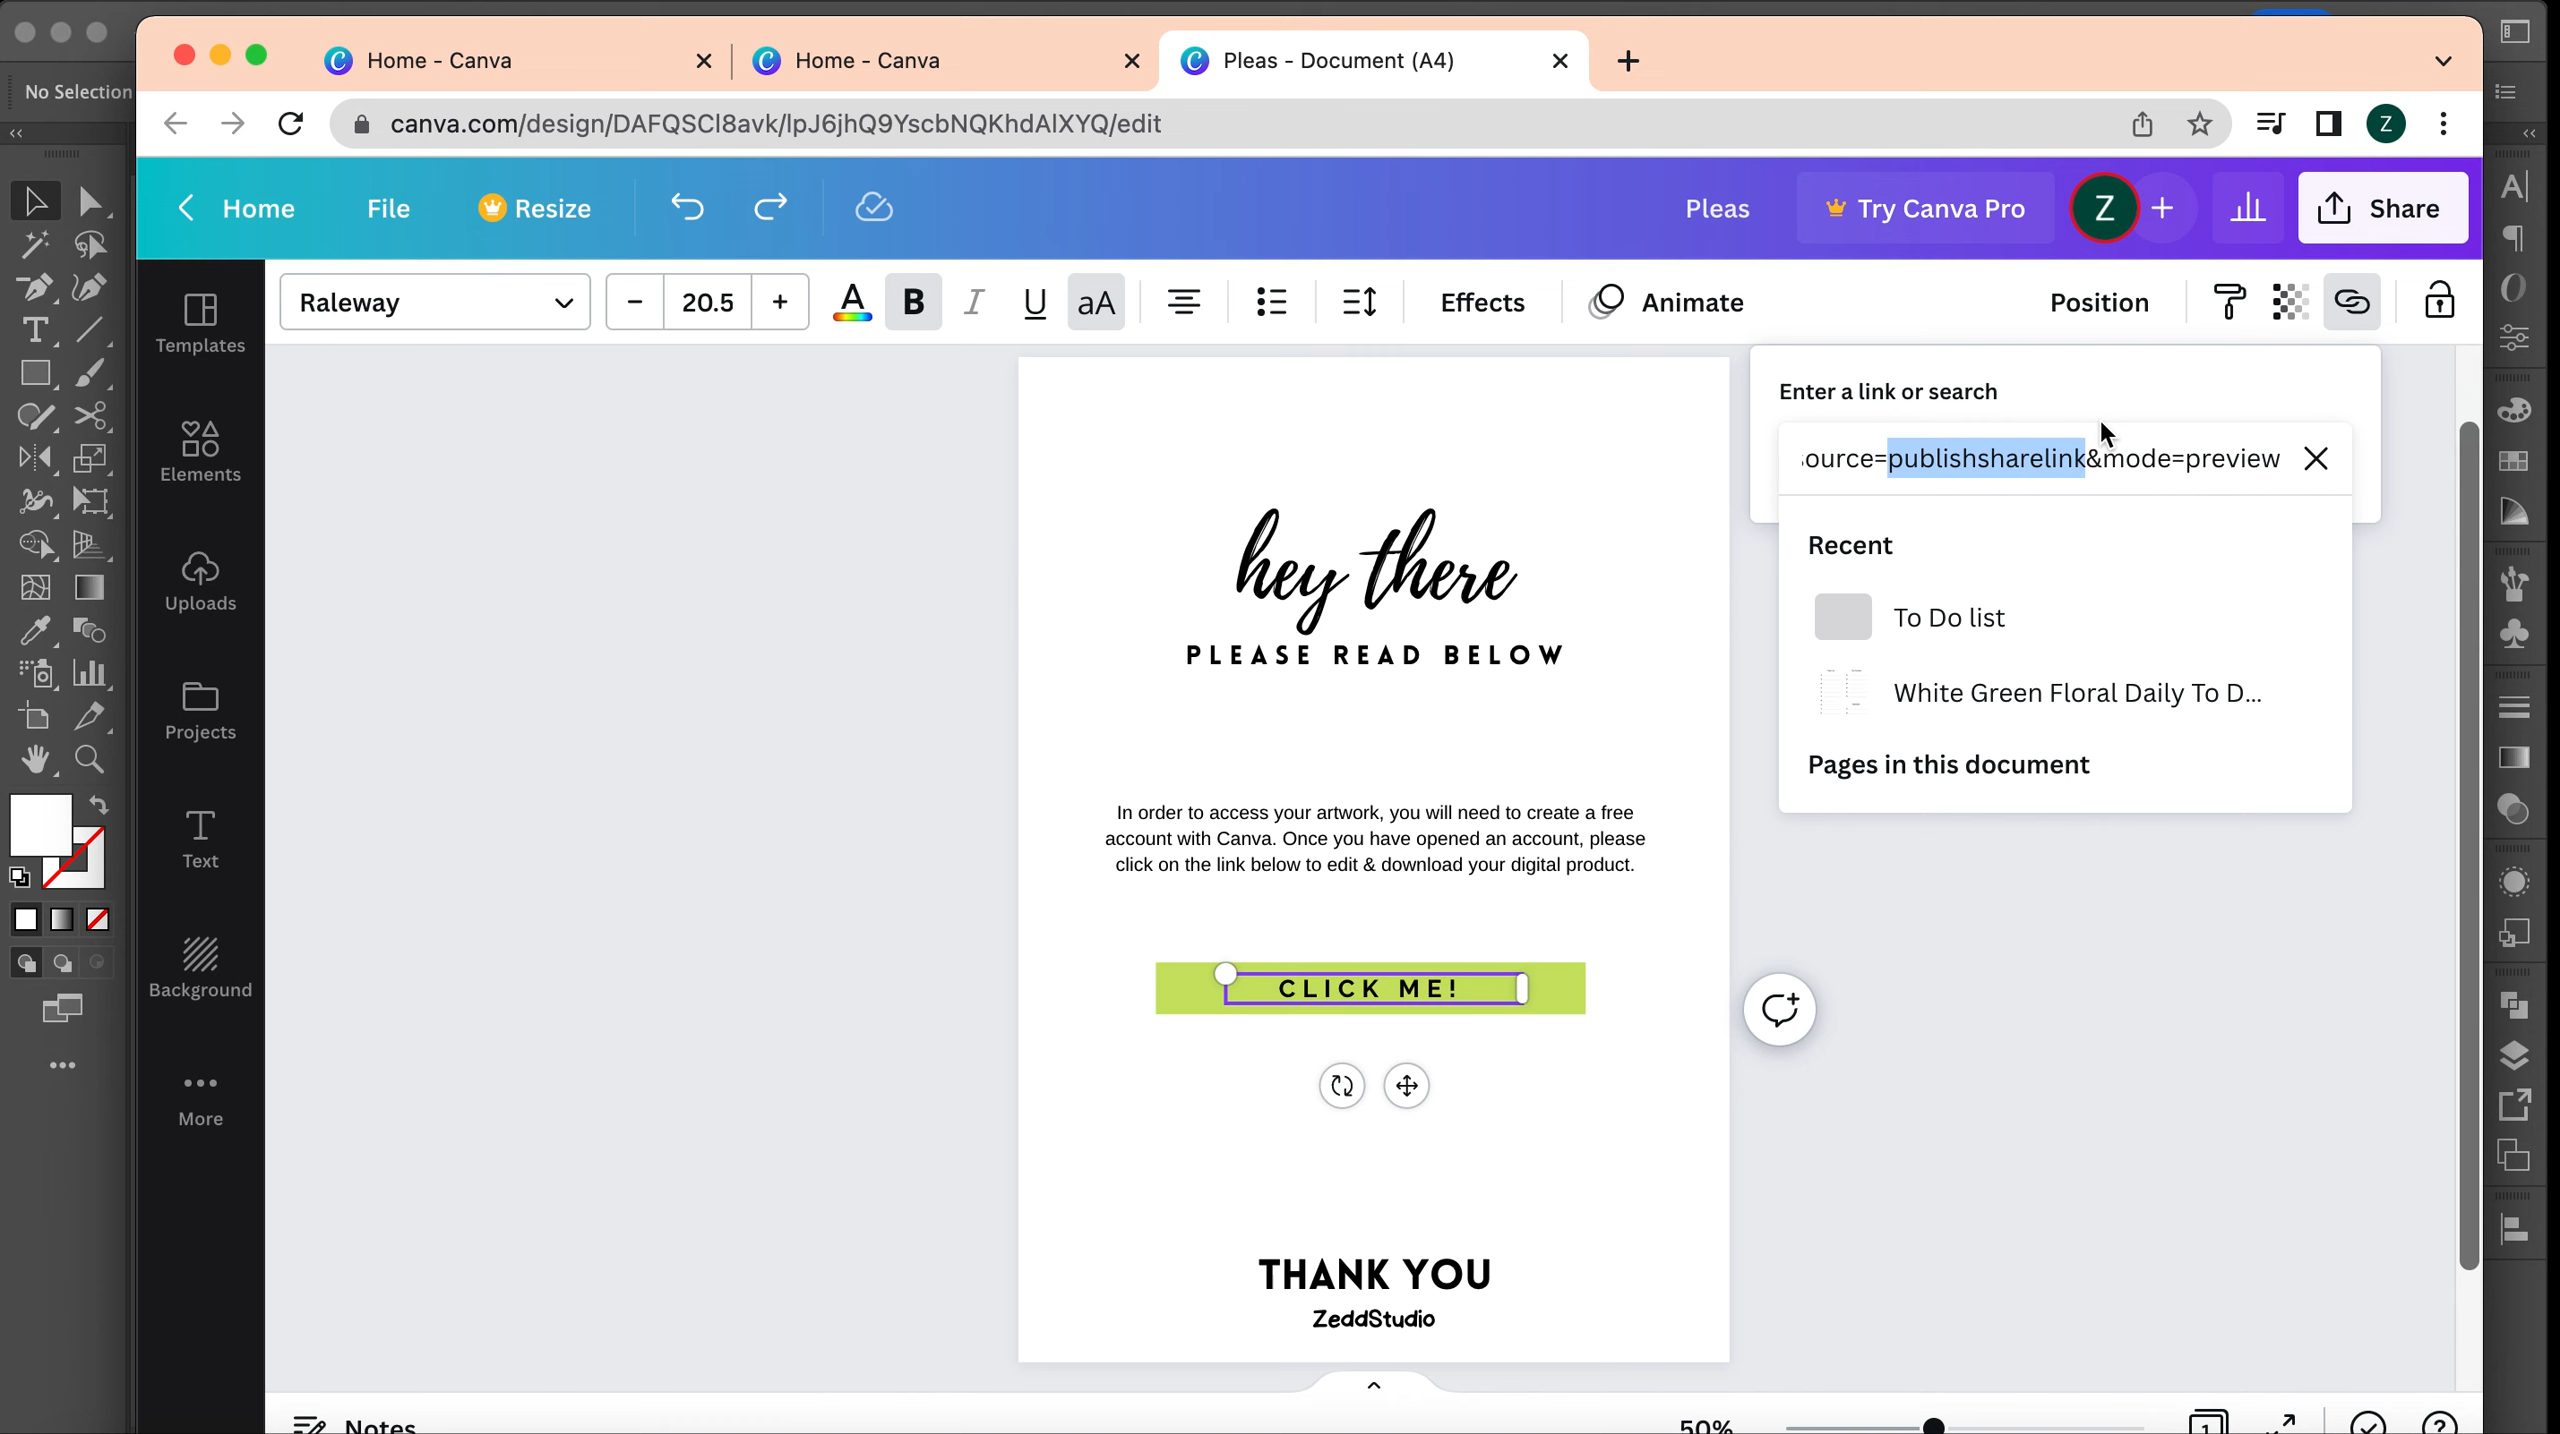 Home - Canva
Home - Canva
Pleas - Document (A4)
No Selection
canva.com/design/DAFQSCl8avk/lpJ6jhQ9YscbNQKhdAlXYQ/edit
Z
Home
File
Resize
Pleas
Try Canva Pro
Z
Share
Raleway
20.5
A
B
I
U
aA
Effects
Animate
Position
Templates
Elements
Uploads
Projects
Text
Background
More
Enter a link or search
ource=publishsharelink&mode=preview
Recent
To Do list
White Green Floral Daily To D...
Pages in this document
hey there
PLEASE READ BELOW
In order to access your artwork, you will need to create a free
account with Canva. Once you have opened an account, please
click on the link below to edit & download your digital product.
CLICK ME!
THANK YOU
ZeddStudio
Notes
50%
1